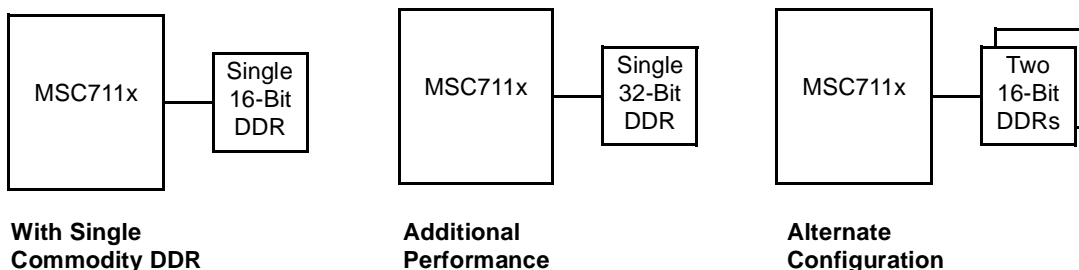 MSC711x
Single
16-Bit
DDR
With Single
Commodity DDR
MSC711x
Single
32-Bit
DDR
Additional
Performance
MSC711x
Two
16-Bit
DDRs
Alternate
Configuration